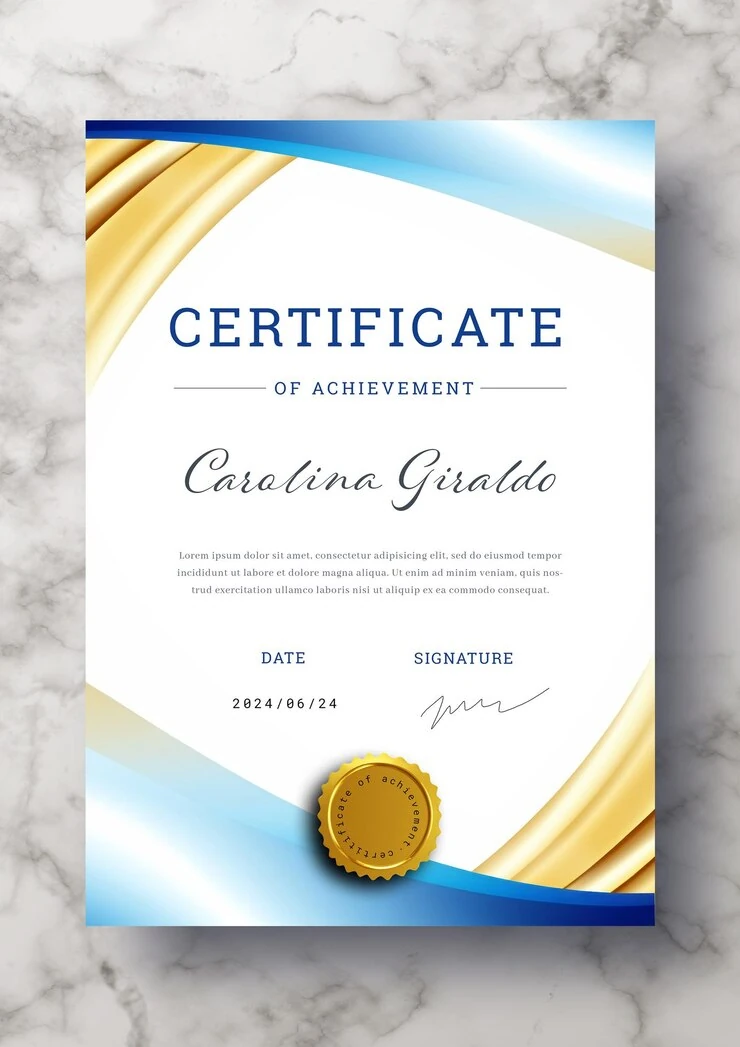 CERTIFICATE
OF ACHIEVEMENT
Carolina Giraldo
Lorem ipsum dolor sit amet, consectetur adipisicing elit, sed do eiusmod tempor
incididunt ut labore et dolore magna aliqua. Ut enim ad minim veniam, quis nos-
trud exercitation ullamco laboris nisi ut aliquip ex ea commodo consequat.
DATE SIGNATURE
2024/06/24
certificate of achievement.